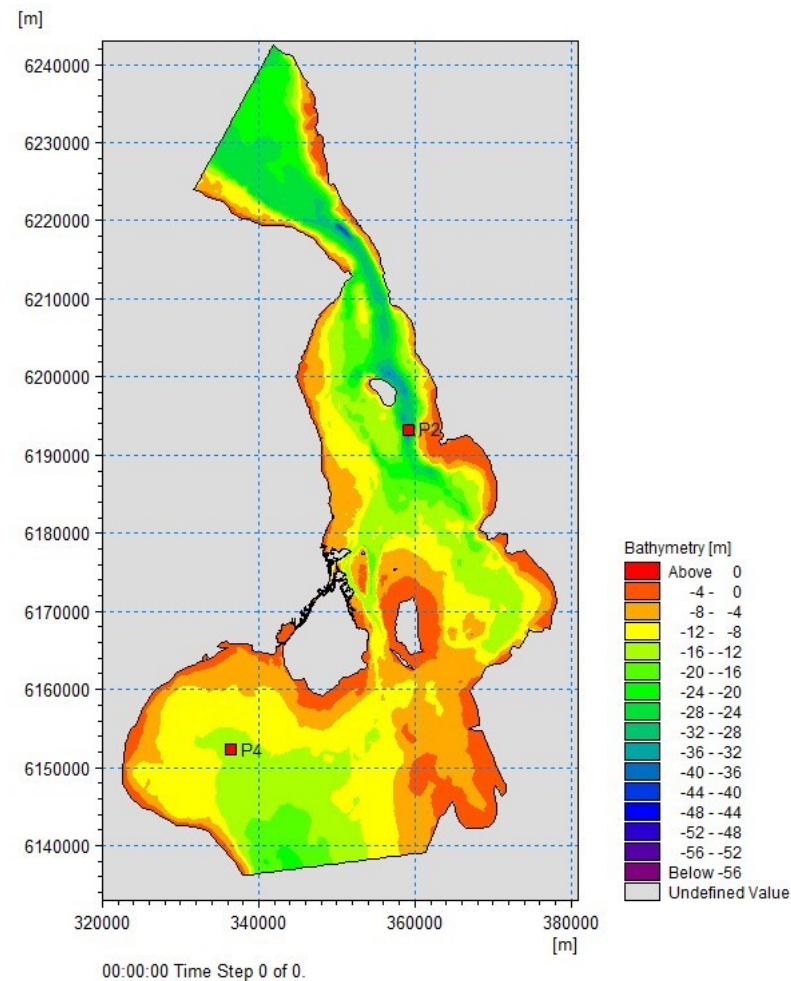 [m]
6240000
6230000
6220000
6210000
6200000
6190000
P2
6180000
6170000
6160000
6150000
P4
6140000
320000 340000 360000 380000
[m]
00:00:00 Time Step 0 of 0.
Bathymetry [m]
Above 0
-4 - 0
-8 - -4
-12 - -8
-16 - -12
-20 - -16
-24 - -20
-28 - -24
-32 - -28
-36 - -32
-40 - -36
-44 - -40
-48 - -44
-52 - -48
-56 - -52
Below -56
Undefined Value